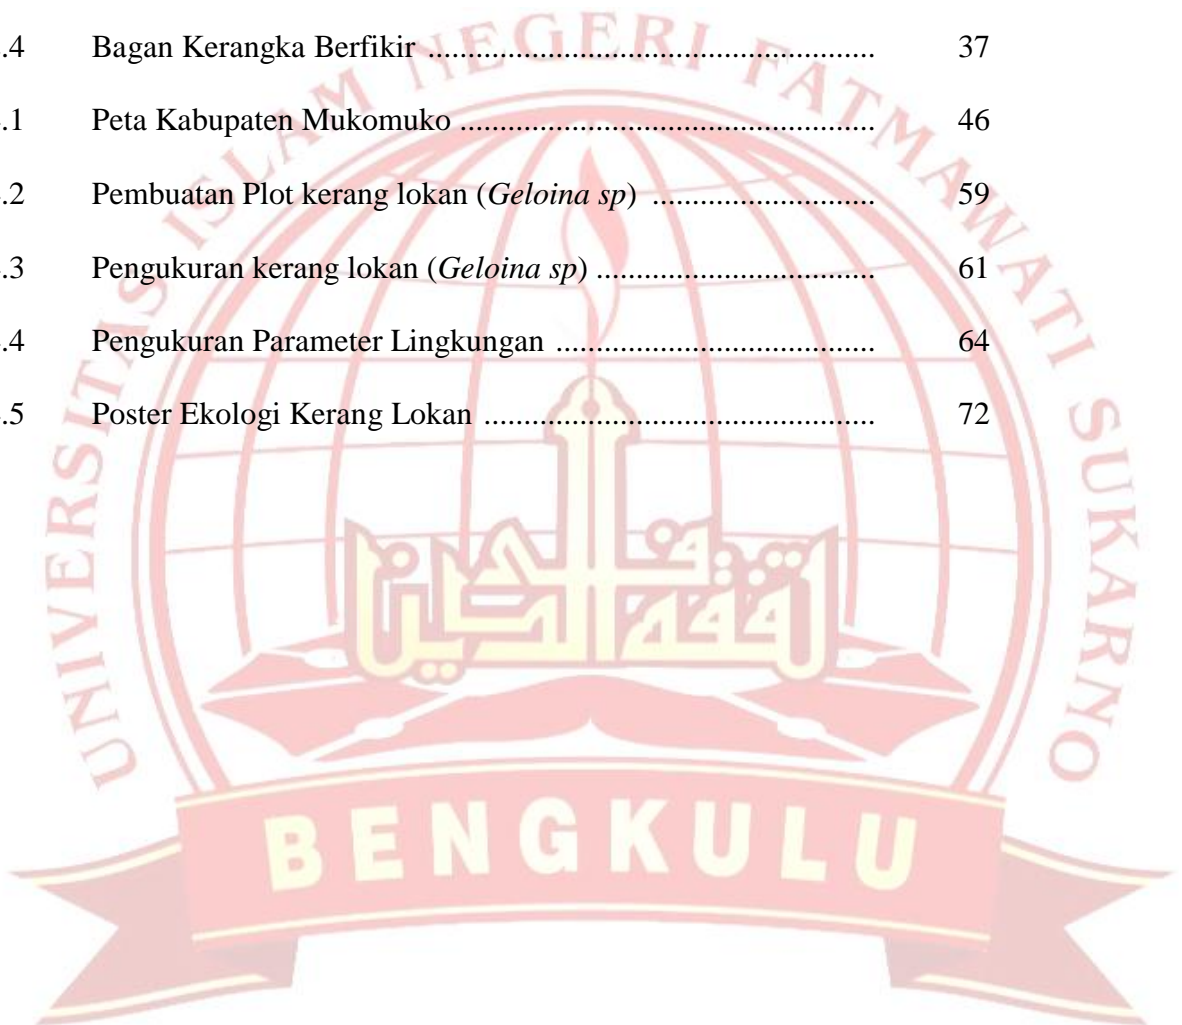 .4 Bagan Kerangka Berfikir ........................................................ 37
.1 Peta Kabupaten Mukomuko .................................................... 46
.2 Pembuatan Plot kerang lokan (Geloina sp) ............................ 59
.3 Pengukuran kerang lokan (Geloina sp) ................................... 61
.4 Pengukuran Parameter Lingkungan ........................................ 64
.5 Poster Ekologi Kerang Lokan ................................................. 72
UNIVERSITAS ISLAM NEGERI FATMAWATI SUKARNO
BENGKULU